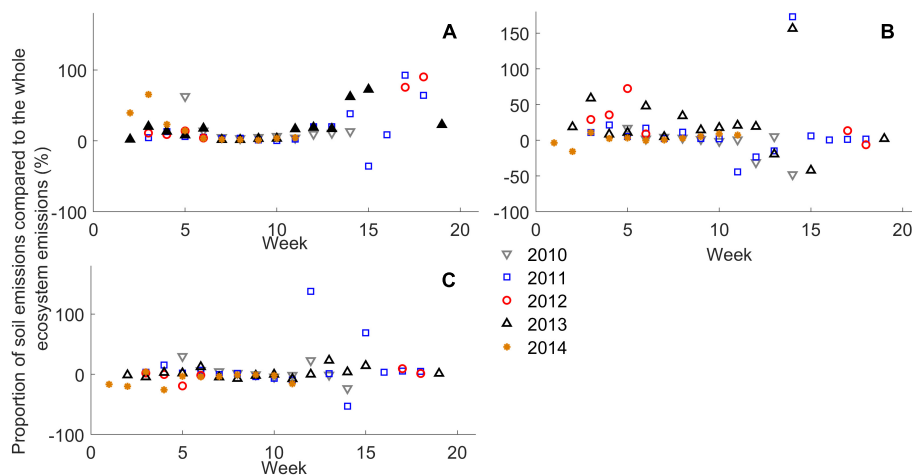 Proportion of soil emissions compared to the whole
ecosystem emissions (%)
A
100
0
-100
0 5 10 15 20
Week
B
150
100
50
0
-50
-100
0 5 10 15 20
Week
C
100
0
-100
0 5 10 15 20
Week
2010
2011
2012
2013
2014